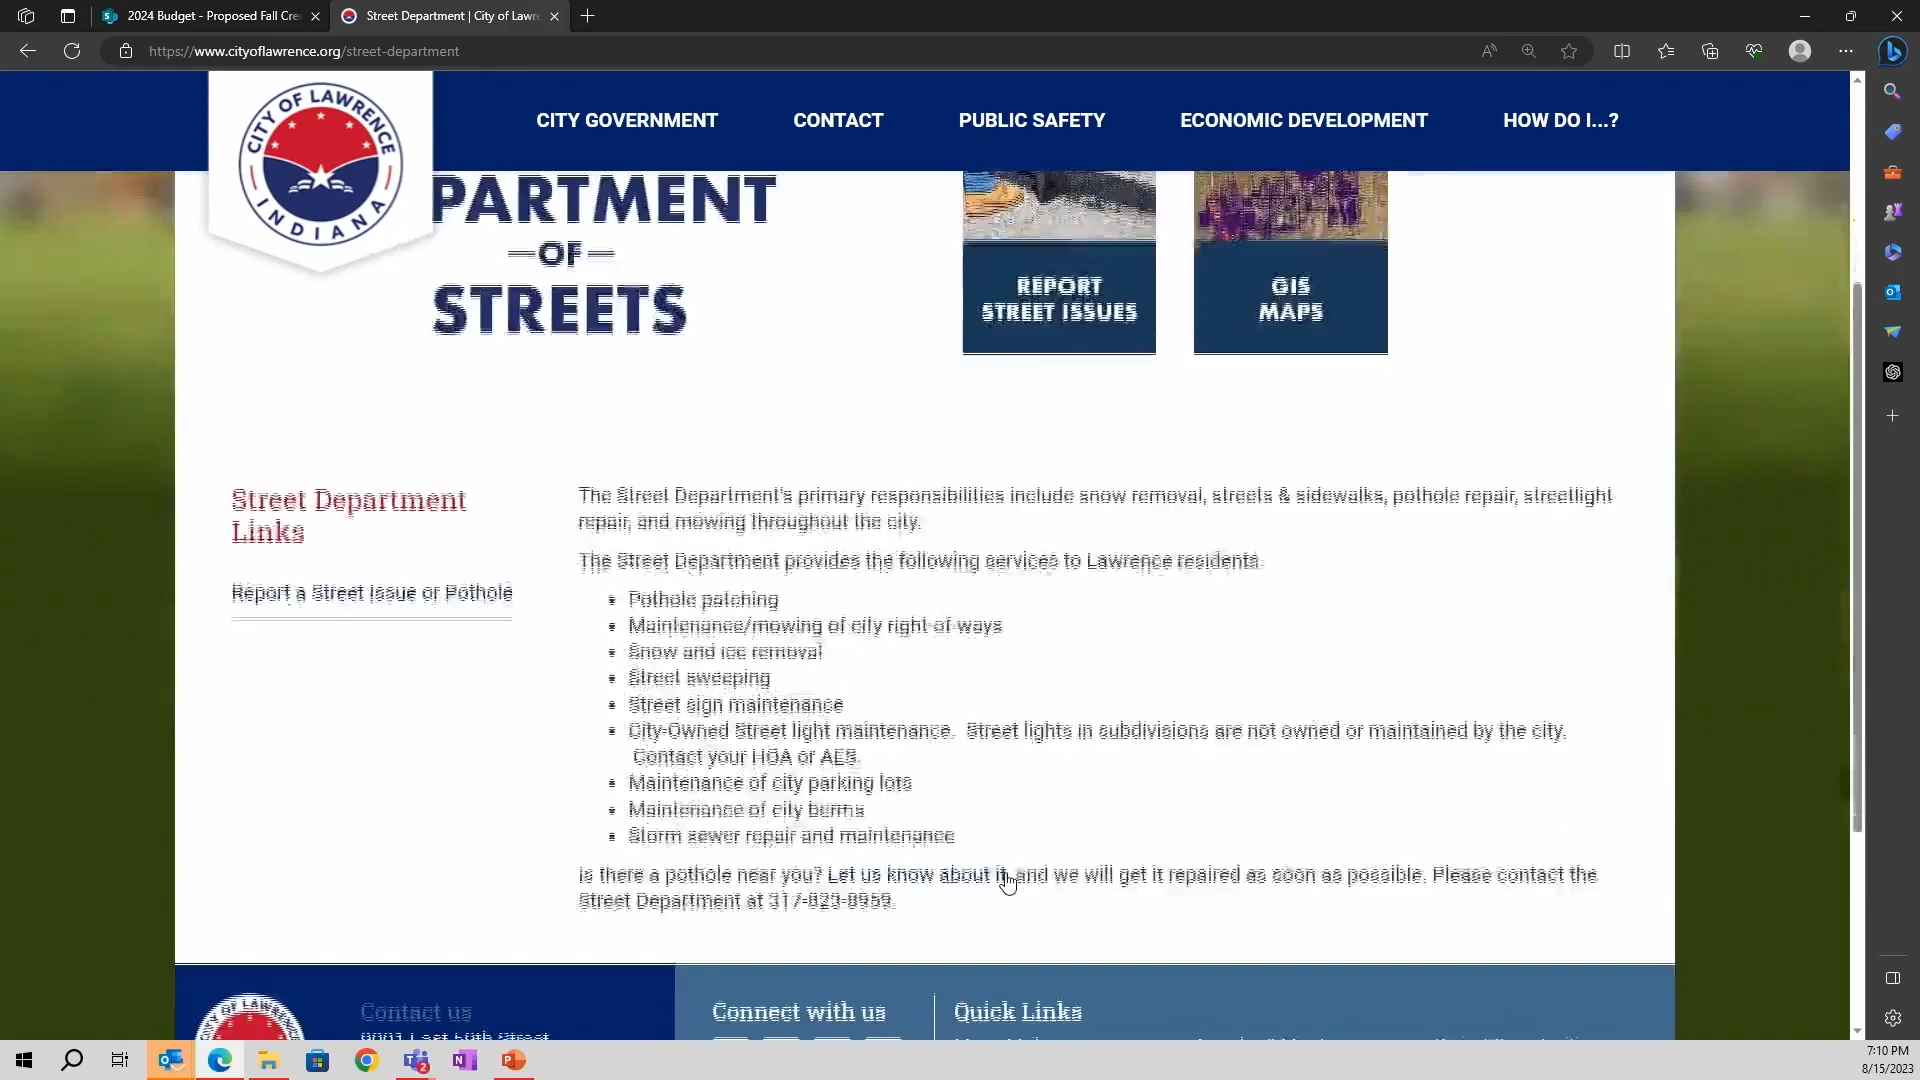 2024 Budget - Proposed Fall Cre
Street Department | City of Lawre
https://www.cityoflawrence.org/street-department
CITY OF LAWRENCE
INDIANA
CITY GOVERNMENT
CONTACT
PUBLIC SAFETY
ECONOMIC DEVELOPMENT
HOW DO I...?
PARTMENT
—OF—
STREETS
REPORT
STREET ISSUES
GIS
MAPS
Street Department
Links
Report a Street Issue or Pothole
The Street Department's primary responsibilities include snow removal, streets & sidewalks, pothole repair, streetlight
repair, and mowing throughout the city.
The Street Department provides the following services to Lawrence residents.
Pothole patching
Maintenance/mowing of city right-of-ways
Snow and ice removal
Street sweeping
Street sign maintenance
City-Owned Street light maintenance. Street lights in subdivisions are not owned or maintained by the city.
Contact your HOA or AES.
Maintenance of city parking lots
Maintenance of city berms
Storm sewer repair and maintenance
Is there a pothole near you? Let us know about it and we will get it repaired as soon as possible. Please contact the
Street Department at
CITY OF LAWRENCE
Contact us
Connect with us
Quick Links
7:10 PM
8/15/2023